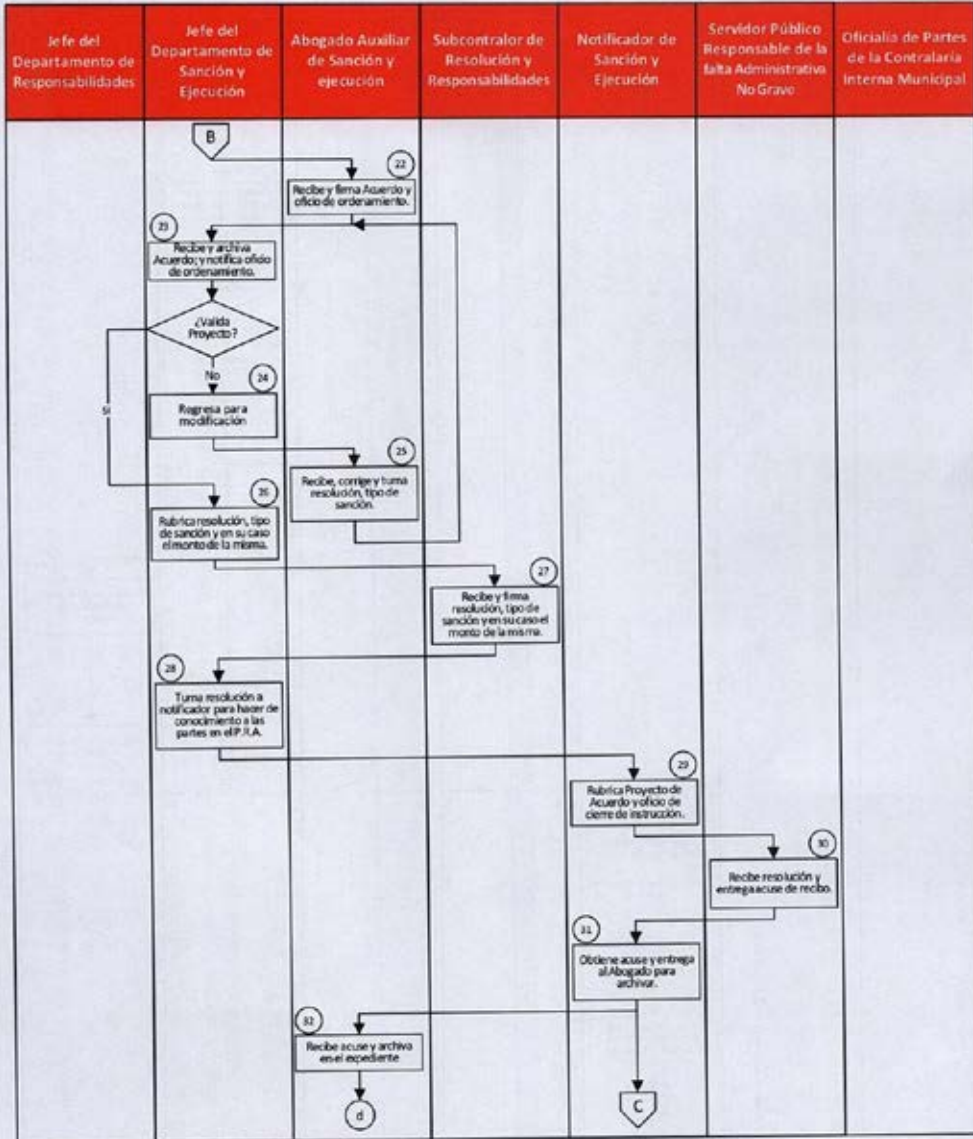 Jefe del
Departamento de
Responsabilidades
Jefe del
Departamento de
Sanción y
Ejecución
Abogado Auxiliar
de Sanción y
ejecución
Subcontralor de
Resolución y
Responsabilidades
Notificador de
Sanción y
Ejecución
Servidor Público
Responsable de la
falta Administrativa
No Grave
Oficialía de Partes
de la Contraloría
Interna Municipal
B
22
Recibe y firma Acuerdo y
oficio de ordenamiento.
23
Recibe y archiva
Acuerdo; y notifica oficio
de ordenamiento.
¿Valida
Proyecto?
No
SI
24
Regresa para
modificación
25
Recibe, corrige y turna
resolución, tipo de
sanción.
26
Rubrica resolución, tipo
de sanción y en su caso
el monto de la misma.
27
Recibe y firma
resolución, tipo de
sanción y en su caso el
monto de la misma.
28
Turna resolución a
notificador para hacer de
conocimiento a las
partes en el P.R.A.
29
Rubrica Proyecto de
Acuerdo y oficio de
cierre de instrucción.
30
Recibe resolución y
entrega acuse de recibo.
31
Obtiene acuse y entrega
al Abogado para
archivar.
32
Recibe acuse y archiva
en el expediente
d
C